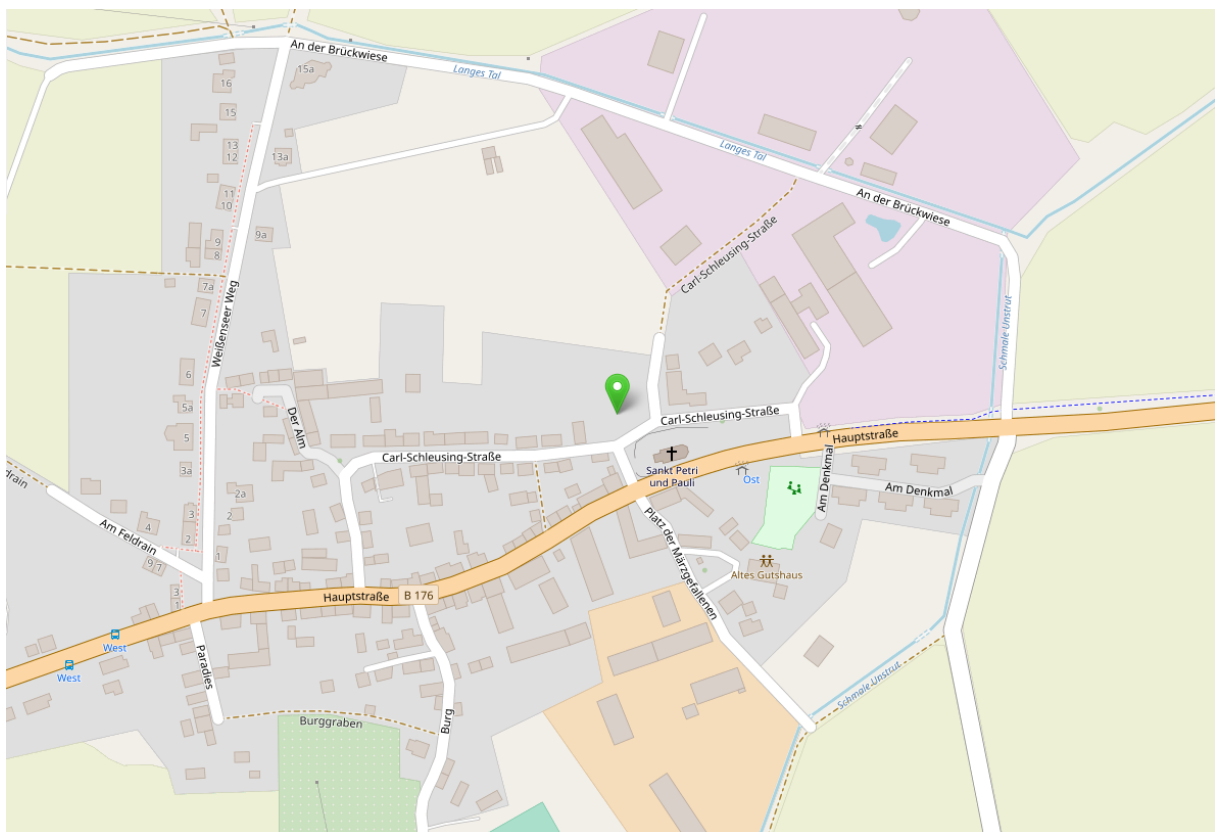 An der Brückwiese
Langes Tal
15a
16
15
13
12
13a
Langes Tal
11
10
An der Brückwiese
9
8
9a
Carl-Schleusing-Straße
7a
7
Weißenseer Weg
Schmale Unstrut
6
5a
Der Alm
Carl-Schleusing-Straße
5
Hauptstraße
Carl-Schleusing-Straße
Sankt Petri
und Pauli
Ost
3a
drain
Am Denkmal
Am Denkmal
2a
3
2
4
2
1
Am Feldrain
Platz der Märzgefallenen
9
7
Altes Gutshaus
3
1
Hauptstraße
B 176
West
West
Paradies
Schmale Unstrut
Burggraben
Burg